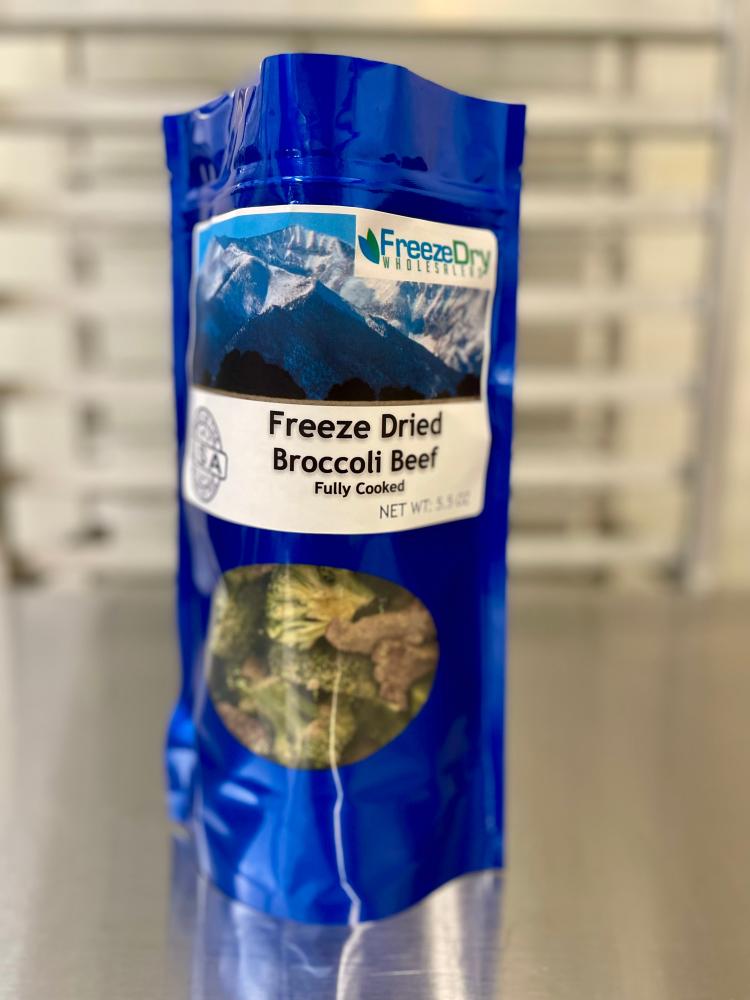 FreezeDry
WHOLESALERS
Freeze Dried
Broccoli Beef
Fully Cooked
NET WT: 5.5 OZ